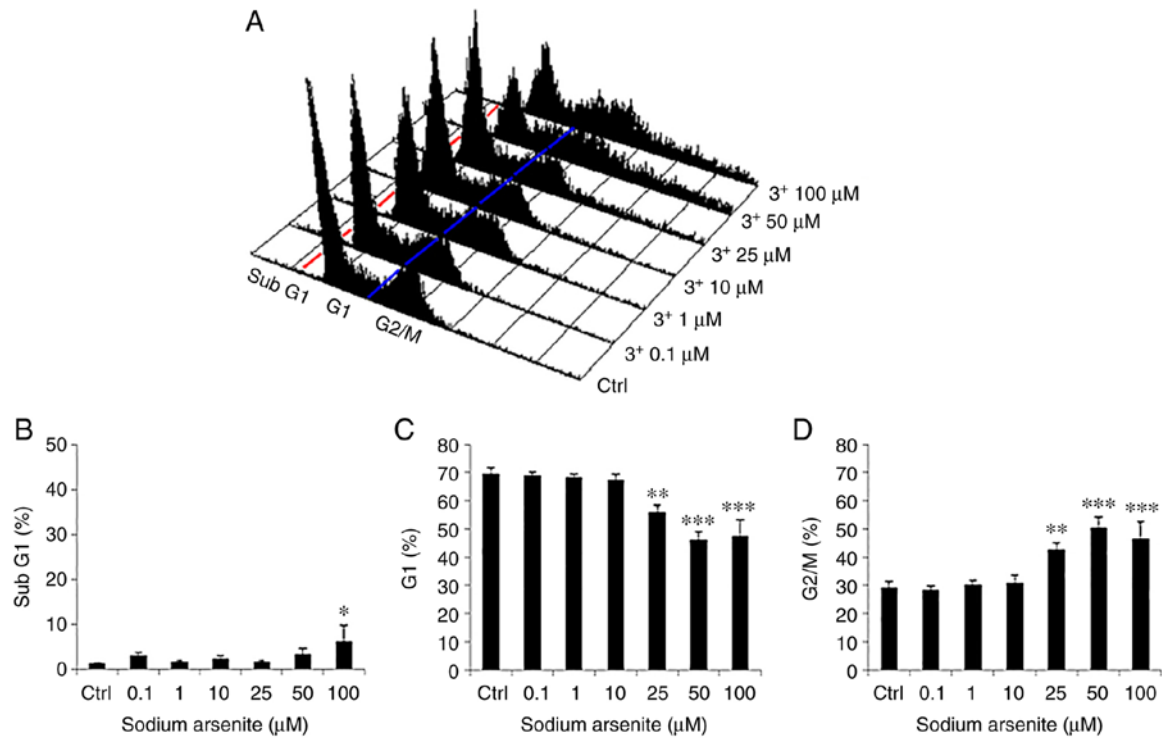 A
3⁺ 100 μM
3⁺ 50 μM
3⁺ 25 μM
3⁺ 10 μM
3⁺ 1 μM
3⁺ 0.1 μM
Ctrl
Sub G1 G1 G2/M
B
50
40
30
20
10
0
Sub G1 (%)
*
Ctrl 0.1 1 10 25 50 100
Sodium arsenite (μM)
C
80
70
60
50
40
30
20
10
0
G1 (%)
** *** ***
Ctrl 0.1 1 10 25 50 100
Sodium arsenite (μM)
D
80
70
60
50
40
30
20
10
0
G2/M (%)
** *** ***
Ctrl 0.1 1 10 25 50 100
Sodium arsenite (μM)